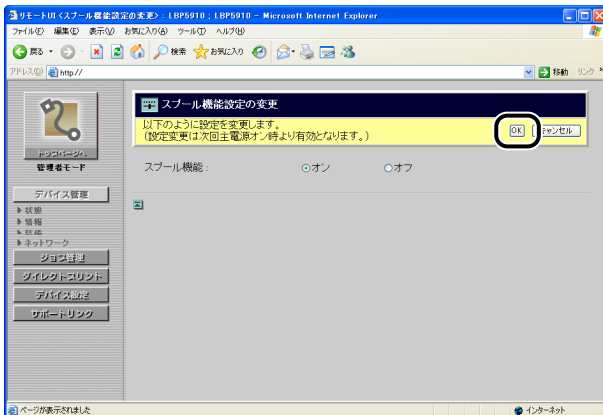 リモートUI <スプール機能設定の変更> : LBP5910 ; LBP5910 - Microsoft Internet Explorer
ファイル(F) 編集(E) 表示(V) お気に入り(A) ツール(T) ヘルプ(H)
戻る 検索 お気に入り
アドレス(D) http:// 移動 リンク »
スプール機能設定の変更
以下のように設定を変更します。
(設定変更は次回主電源オン時より有効となります。)
OK キャンセル
トップページへ
管理者モード
スプール機能 : オン オフ
デバイス管理
状態
情報
装備
ネットワーク
ジョブ管理
ダイレクトプリント
デバイス設定
サポートリンク
ページが表示されました インターネット